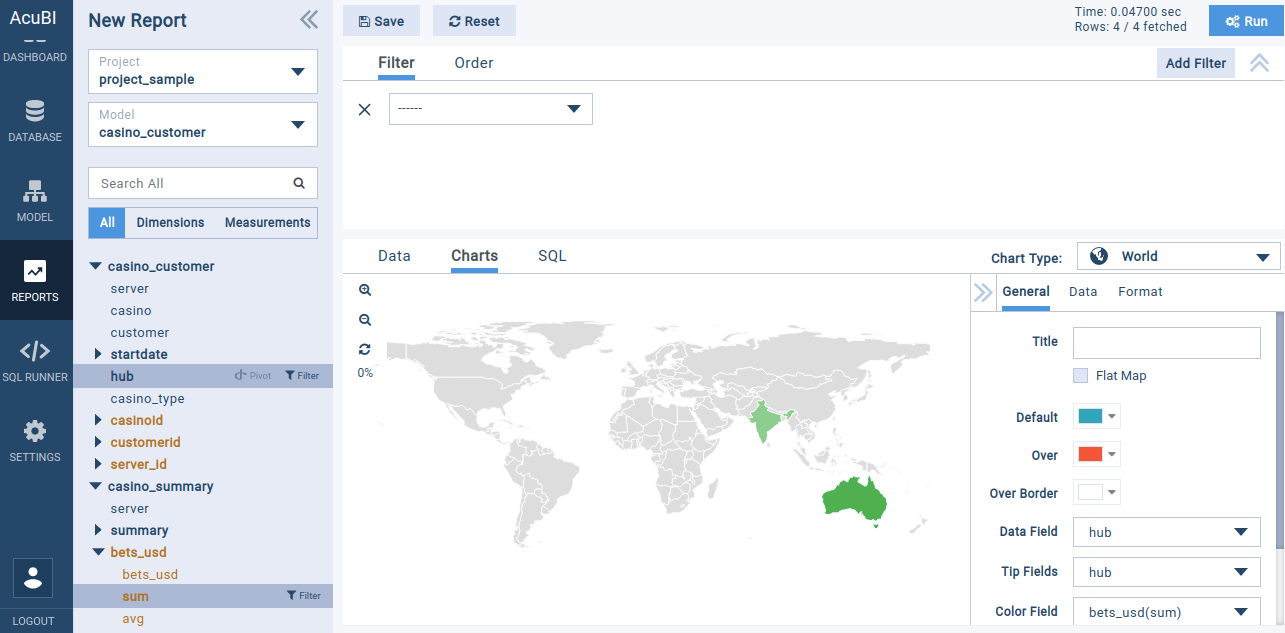 AcuBI
DASHBOARD
DATABASE
MODEL
REPORTS
SQL RUNNER
SETTINGS
LOGOUT
New Report
Project
project_sample
Model
casino_customer
Search All
All Dimensions Measurements
casino_customer
server
casino
customer
startdate
hub Pivot Filter
casino_type
casinoid
customerid
server_id
casino_summary
server
summary
bets_usd
bets_usd
sum Filter
avg
Save Reset
Time: 0.04700 sec
Rows: 4 / 4 fetched
Run
Filter Order
Add Filter
------
Data Charts SQL
Chart Type: World
0%
General Data Format
Title
Flat Map
Default
Over
Over Border
Data Field hub
Tip Fields hub
Color Field bets_usd(sum)